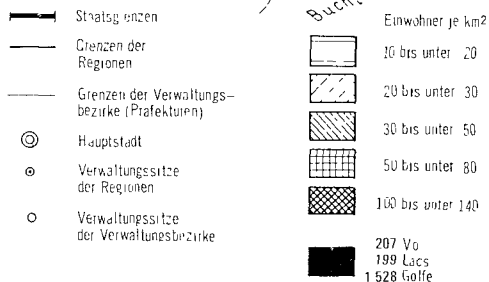 Staatsgrenzen
Grenzen der
Regionen
Grenzen der Verwaltungs-
bezirke (Präfekturen)
Hauptstadt
Verwaltungssitze
der Regionen
Verwaltungssitze
der Verwaltungsbezirke
Bucht
Einwohner je km²
10 bis unter 20
20 bis unter 30
30 bis unter 50
50 bis unter 80
100 bis unter 140
207 Vo
199 Lacs
1 528 Golfe